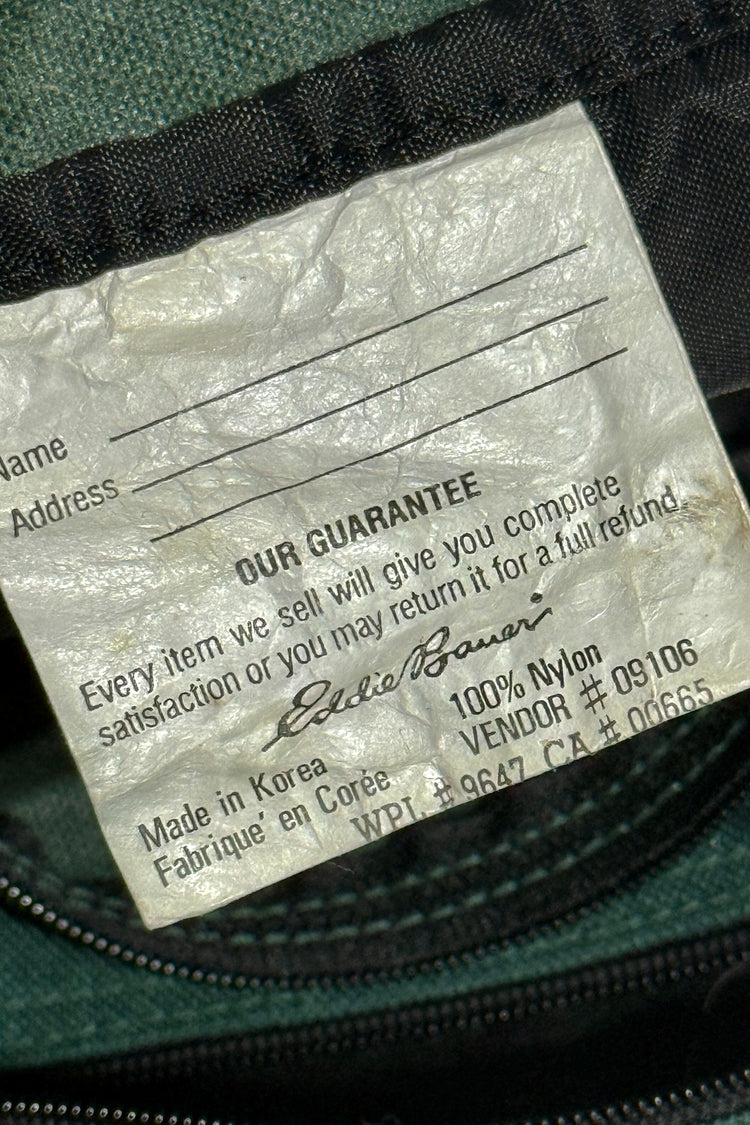 Name
Address
OUR GUARANTEE
Every item we sell will give you complete
satisfaction or you may return it for a full refund.
Eddie Bauer
100% Nylon
VENDOR # 09106
Made in Korea
Fabrique' en Corée
WPL # 9647 CA # 00665